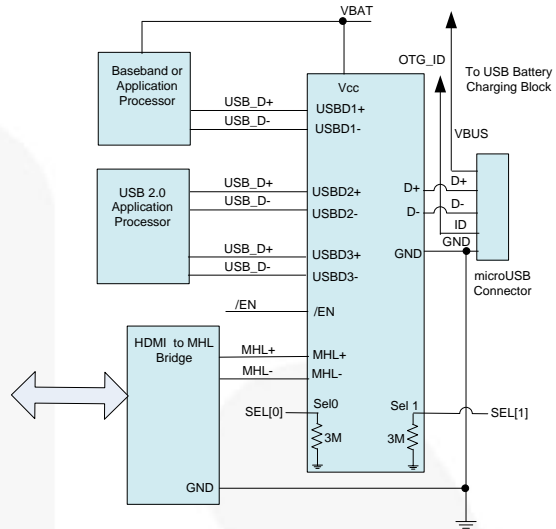 VBAT
OTG_ID
To USB Battery
Charging Block
Baseband or
Application
Processor
Vcc
USB_D+
USBD1+
USB_D-
USBD1-
VBUS
USB 2.0
Application
Processor
USB_D+
USBD2+
USB_D-
USBD2-
D+
D+
D-
D-
ID
GND
GND
USB_D+
USBD3+
USB_D-
USBD3-
microUSB
Connector
/EN
/EN
HDMI to MHL
Bridge
MHL+
MHL+
MHL-
MHL-
SEL[0]
Sel0
Sel 1
SEL[1]
3M
3M
GND